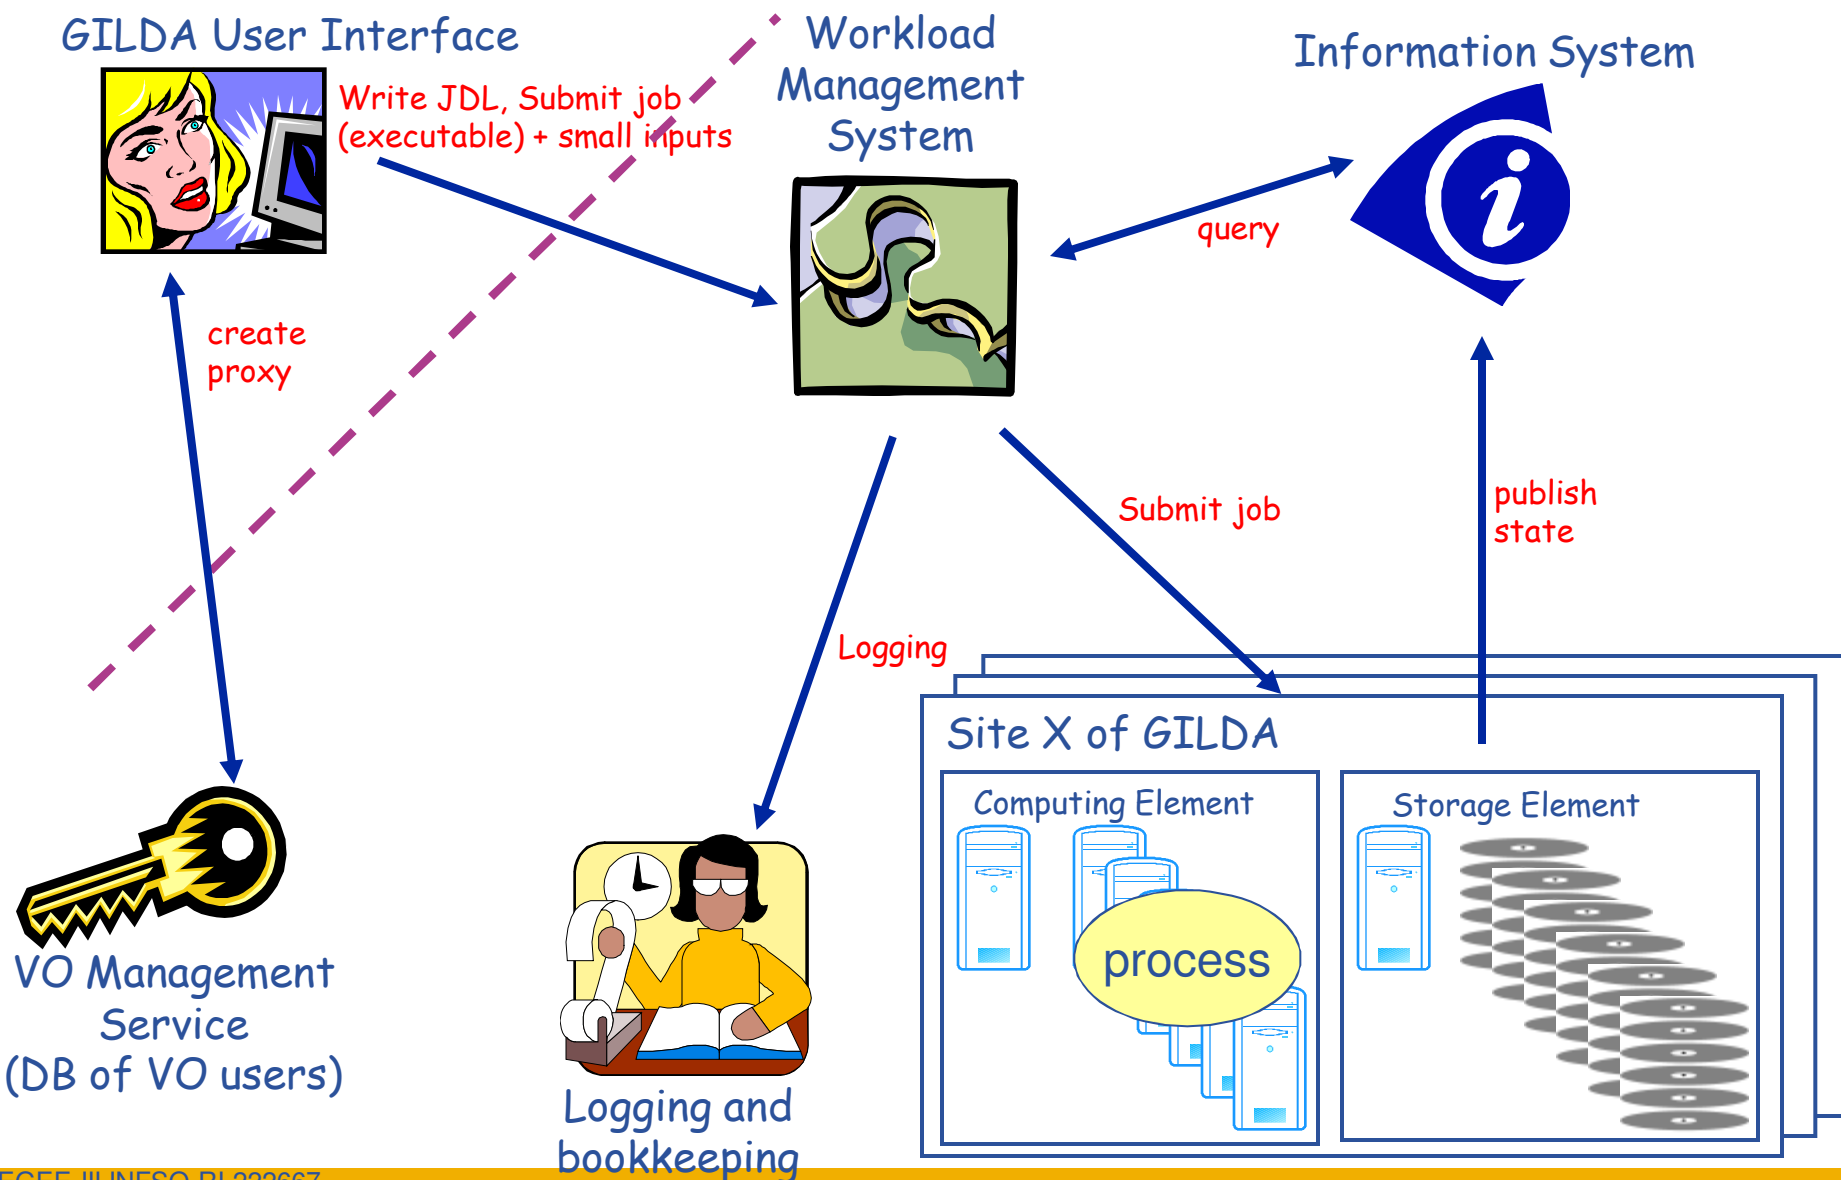 GILDA User Interface
Write JDL, Submit job
(executable) + small inputs
Workload
Management
System
Information System
query
create
proxy
Submit job
publish
state
Logging
Site X of GILDA
Computing Element
Storage Element
process
VO Management
Service
(DB of VO users)
Logging and
bookkeeping